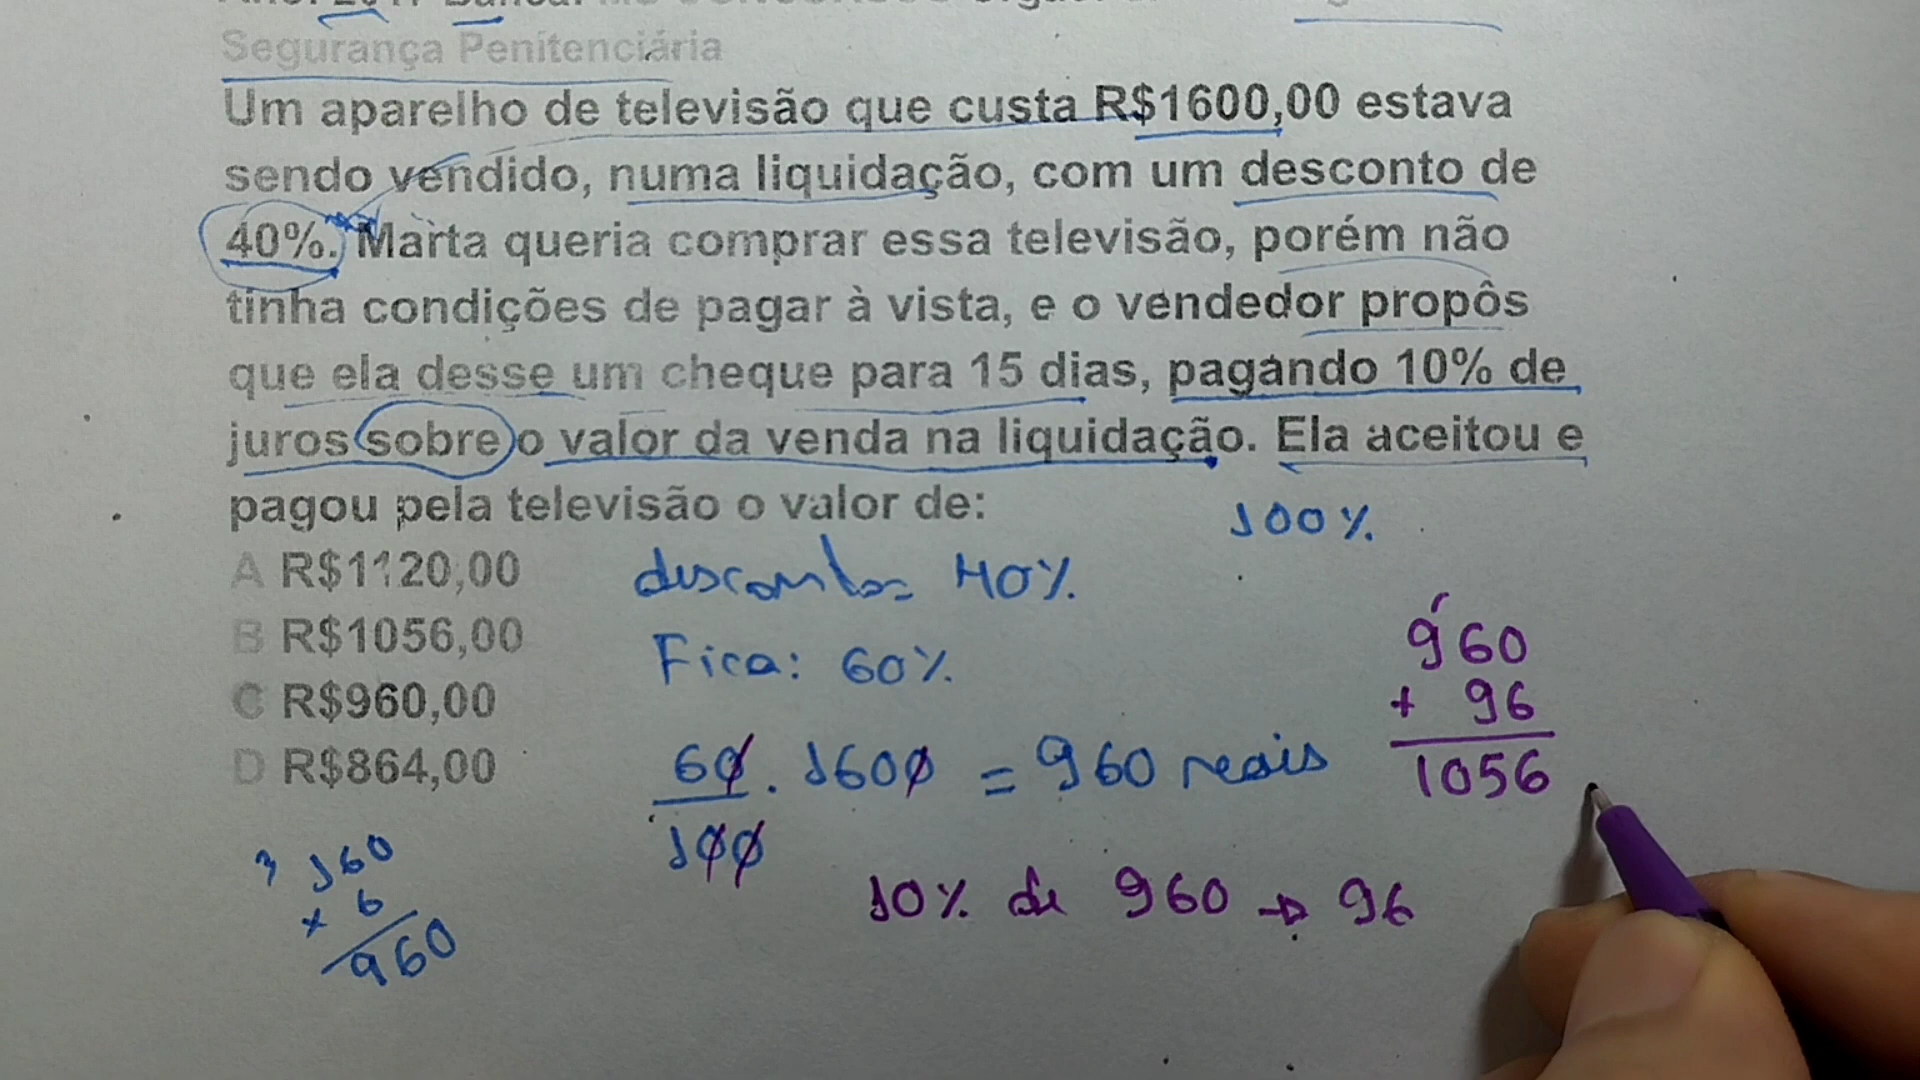 Segurança Penitenciária
Um aparelho de televisão que custa R$1600,00 estava
sendo vendido, numa liquidação, com um desconto de
40%. Marta queria comprar essa televisão, porém não
tinha condições de pagar à vista, e o vendedor propôs
que ela desse um cheque para 15 dias, pagando 10% de
juros sobre o valor da venda na liquidação. Ela aceitou e
pagou pela televisão o valor de:
100%
A R$1120,00
B R$1056,00
C R$960,00
D R$864,00
desconto = 40%
Fica: 60%
60 . 1600 = 960 reais
100
960
+ 96
1056
10% de 960 → 96
3 160
x 6
960